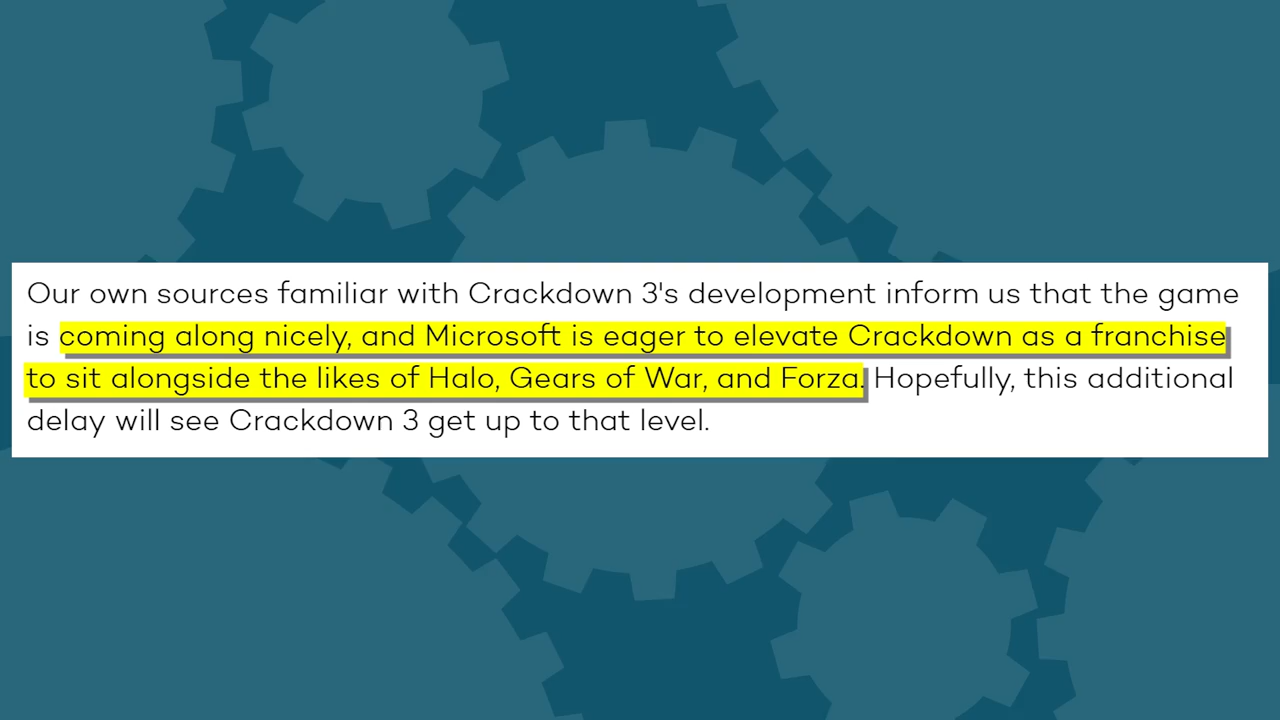 Our own sources familiar with Crackdown 3's development inform us that the game
is coming along nicely, and Microsoft is eager to elevate Crackdown as a franchise
to sit alongside the likes of Halo, Gears of War, and Forza. Hopefully, this additional
delay will see Crackdown 3 get up to that level.